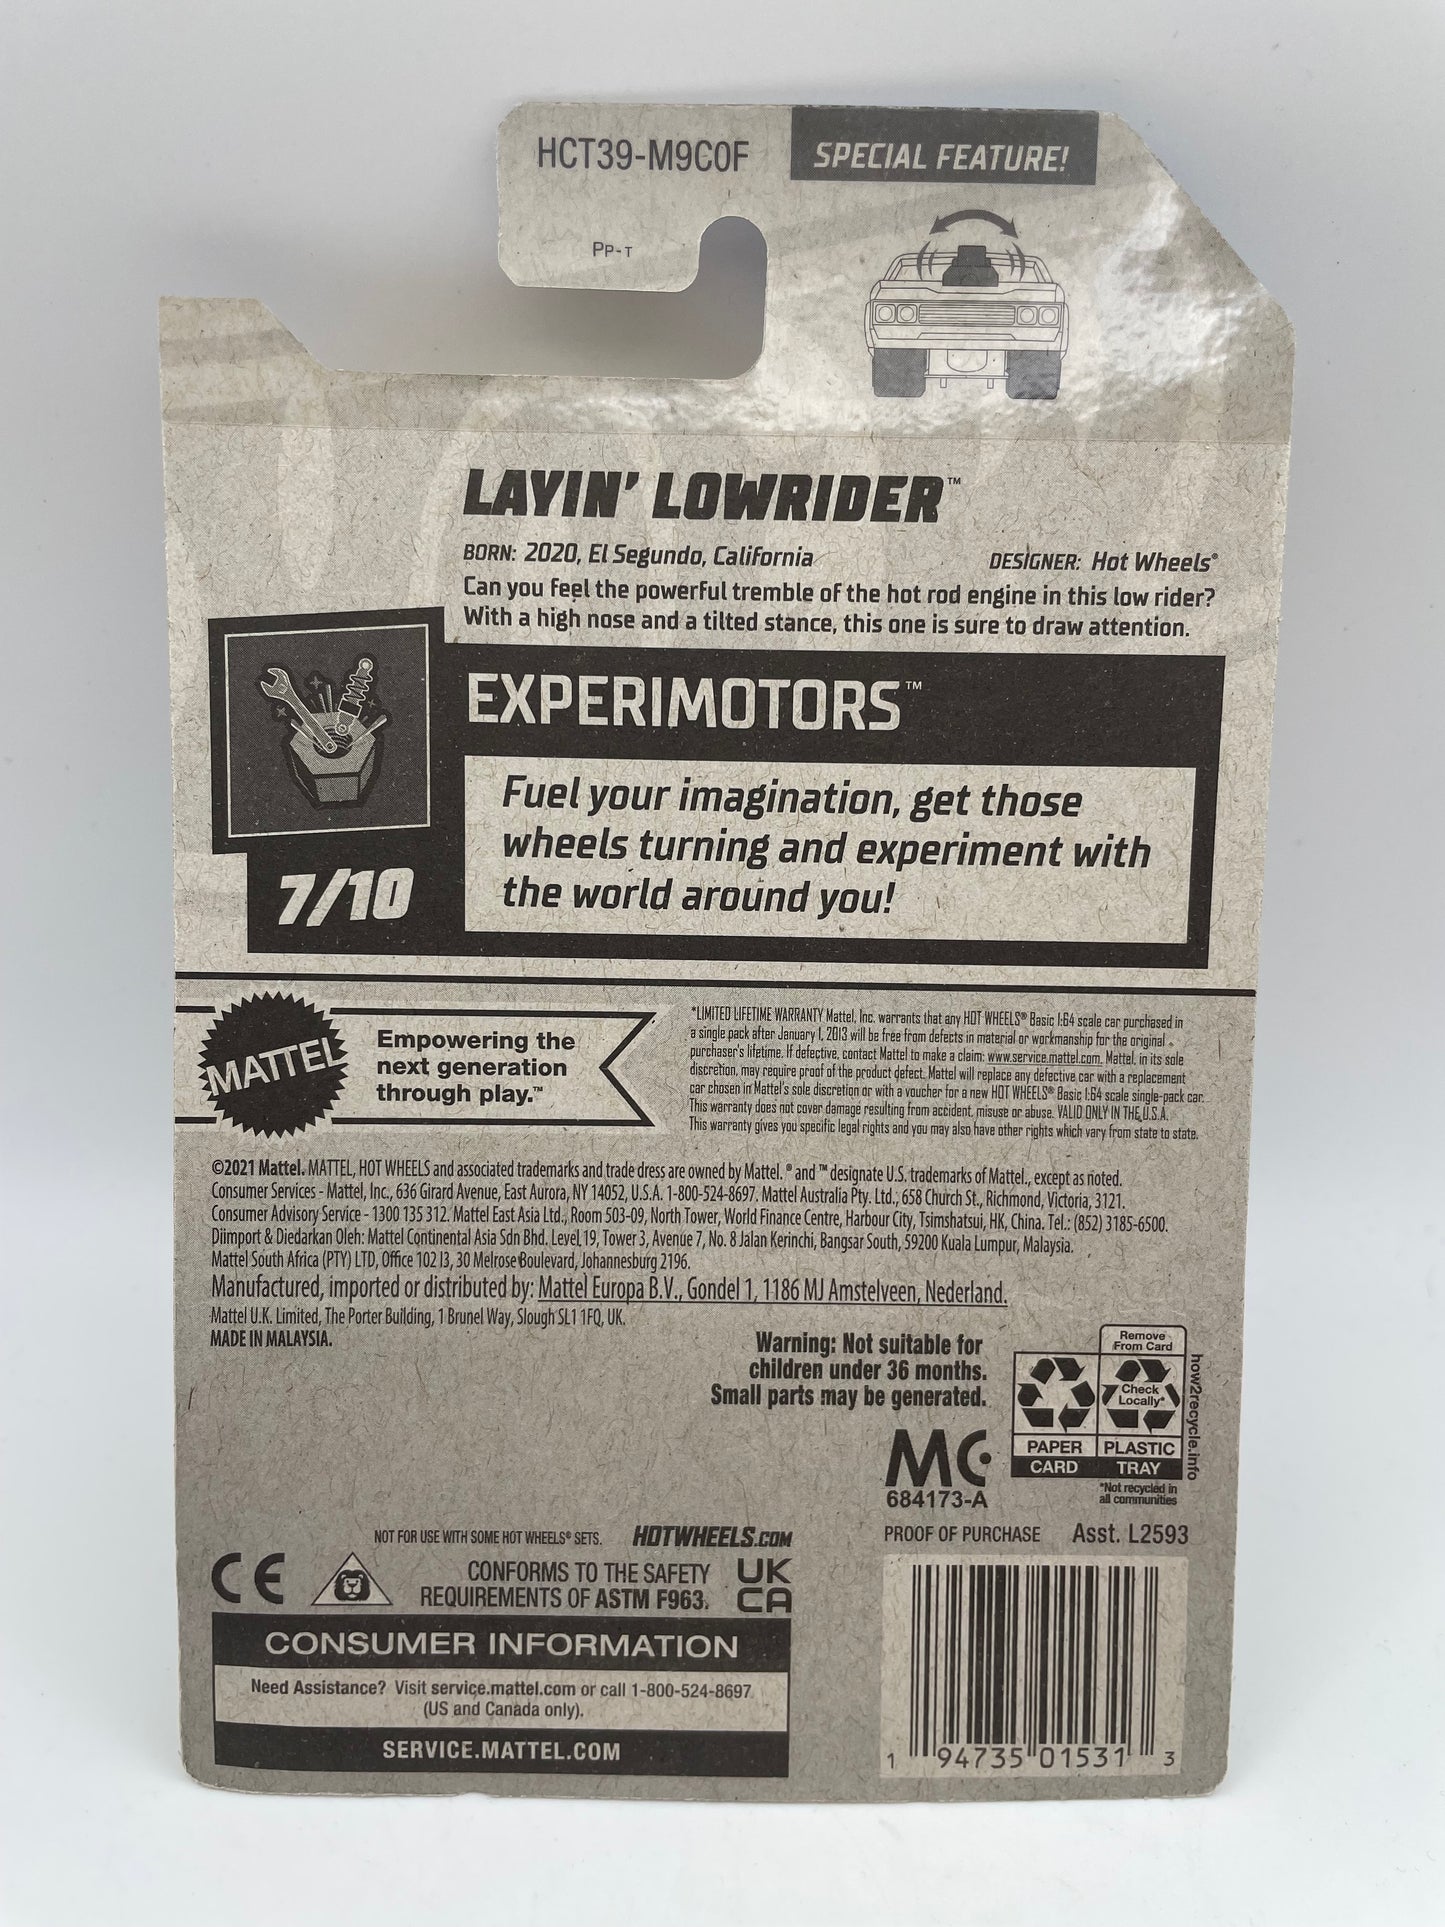 HCT39-M9C0F
SPECIAL FEATURE!
PP-T
LAYIN' LOWRIDER™
BORN: 2020, El Segundo, California
DESIGNER: Hot Wheels®
Can you feel the powerful tremble of the hot rod engine in this low rider?
With a high nose and a tilted stance, this one is sure to draw attention.
EXPERIMOTORS™
Fuel your imagination, get those
wheels turning and experiment with
the world around you!
7/10
MATTEL
Empowering the
next generation
through play.™
*LIMITED LIFETIME WARRANTY Mattel, Inc. warrants that any HOT WHEELS® Basic 1:64 scale car purchased in
a single pack after January 1, 2013 will be free from defects in material or workmanship for the original
purchaser's lifetime. If defective, contact Mattel to make a claim: www.service.mattel.com. Mattel, in its sole
discretion, may require proof of the product defect. Mattel will replace any defective car with a replacement
car chosen in Mattel's sole discretion or with a voucher for a new HOT WHEELS® Basic 1:64 scale single-pack car.
This warranty does not cover damage resulting from accident, misuse or abuse. VALID ONLY IN THE U.S.A.
This warranty gives you specific legal rights and you may also have other rights which vary from state to state.
©2021 Mattel. MATTEL, HOT WHEELS and associated trademarks and trade dress are owned by Mattel. ® and ™ designate U.S. trademarks of Mattel., except as noted.
Consumer Services - Mattel, Inc., 636 Girard Avenue, East Aurora, NY 14052, U.S.A. 1-800-524-8697. Mattel Australia Pty. Ltd., 658 Church St., Richmond, Victoria, 3121.
Consumer Advisory Service - 1300 135 312. Mattel East Asia Ltd., Room 503-09, North Tower, World Finance Centre, Harbour City, Tsimshatsui, HK, China. Tel.: (852) 3185-6500.
Diimport & Diedarkan Oleh: Mattel Continental Asia Sdn Bhd. Level 19, Tower 3, Avenue 7, No. 8 Jalan Kerinchi, Bangsar South, 59200 Kuala Lumpur, Malaysia.
Mattel South Africa (PTY) LTD, Office 102 I3, 30 Melrose Boulevard, Johannesburg 2196.
Manufactured, imported or distributed by: Mattel Europa B.V., Gondel 1, 1186 MJ Amstelveen, Nederland.
Mattel U.K. Limited, The Porter Building, 1 Brunel Way, Slough SL1 1FQ, UK.
MADE IN MALAYSIA.
Warning: Not suitable for
children under 36 months.
Small parts may be generated.
Remove
From Card
Check
Locally*
PAPER
PLASTIC
CARD
TRAY
how2recycle.info
*Not recycled in
all communities
MC
684173-A
NOT FOR USE WITH SOME HOT WHEELS® SETS.
HOTWHEELS.COM
PROOF OF PURCHASE
Asst. L2593
CE
CONFORMS TO THE SAFETY
REQUIREMENTS OF ASTM F963.
UK
CA
CONSUMER INFORMATION
Need Assistance? Visit service.mattel.com or call 1-800-524-8697
(US and Canada only).
SERVICE.MATTEL.COM
1 94735 01531 3